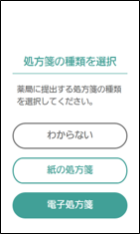 処方箋の種類を選択
薬局に提出する処方箋の種類
を選択してください。
わからない
紙の処方箋
電子処方箋